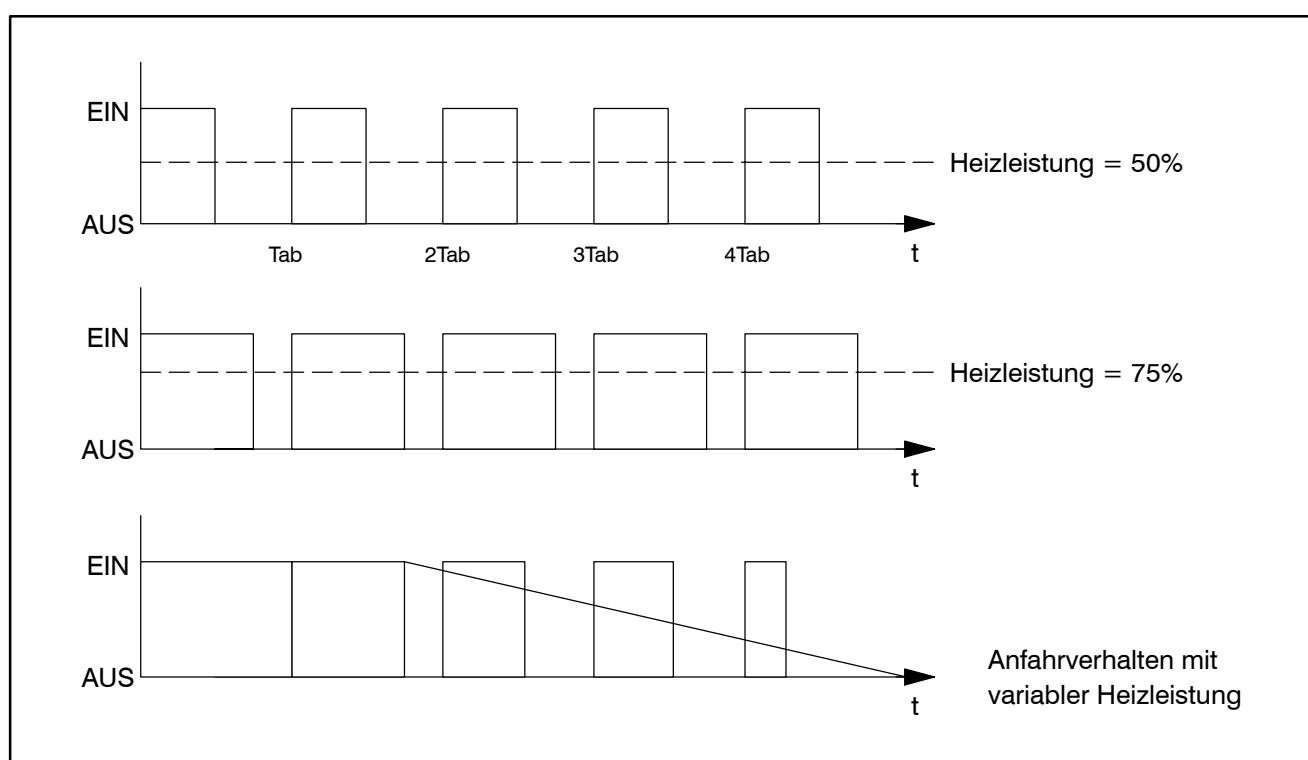 EIN
Heizleistung = 50%
AUS
Tab 2Tab 3Tab 4Tab t
EIN
Heizleistung = 75%
AUS
t
EIN
AUS
t
Anfahrverhalten mit
variabler Heizleistung